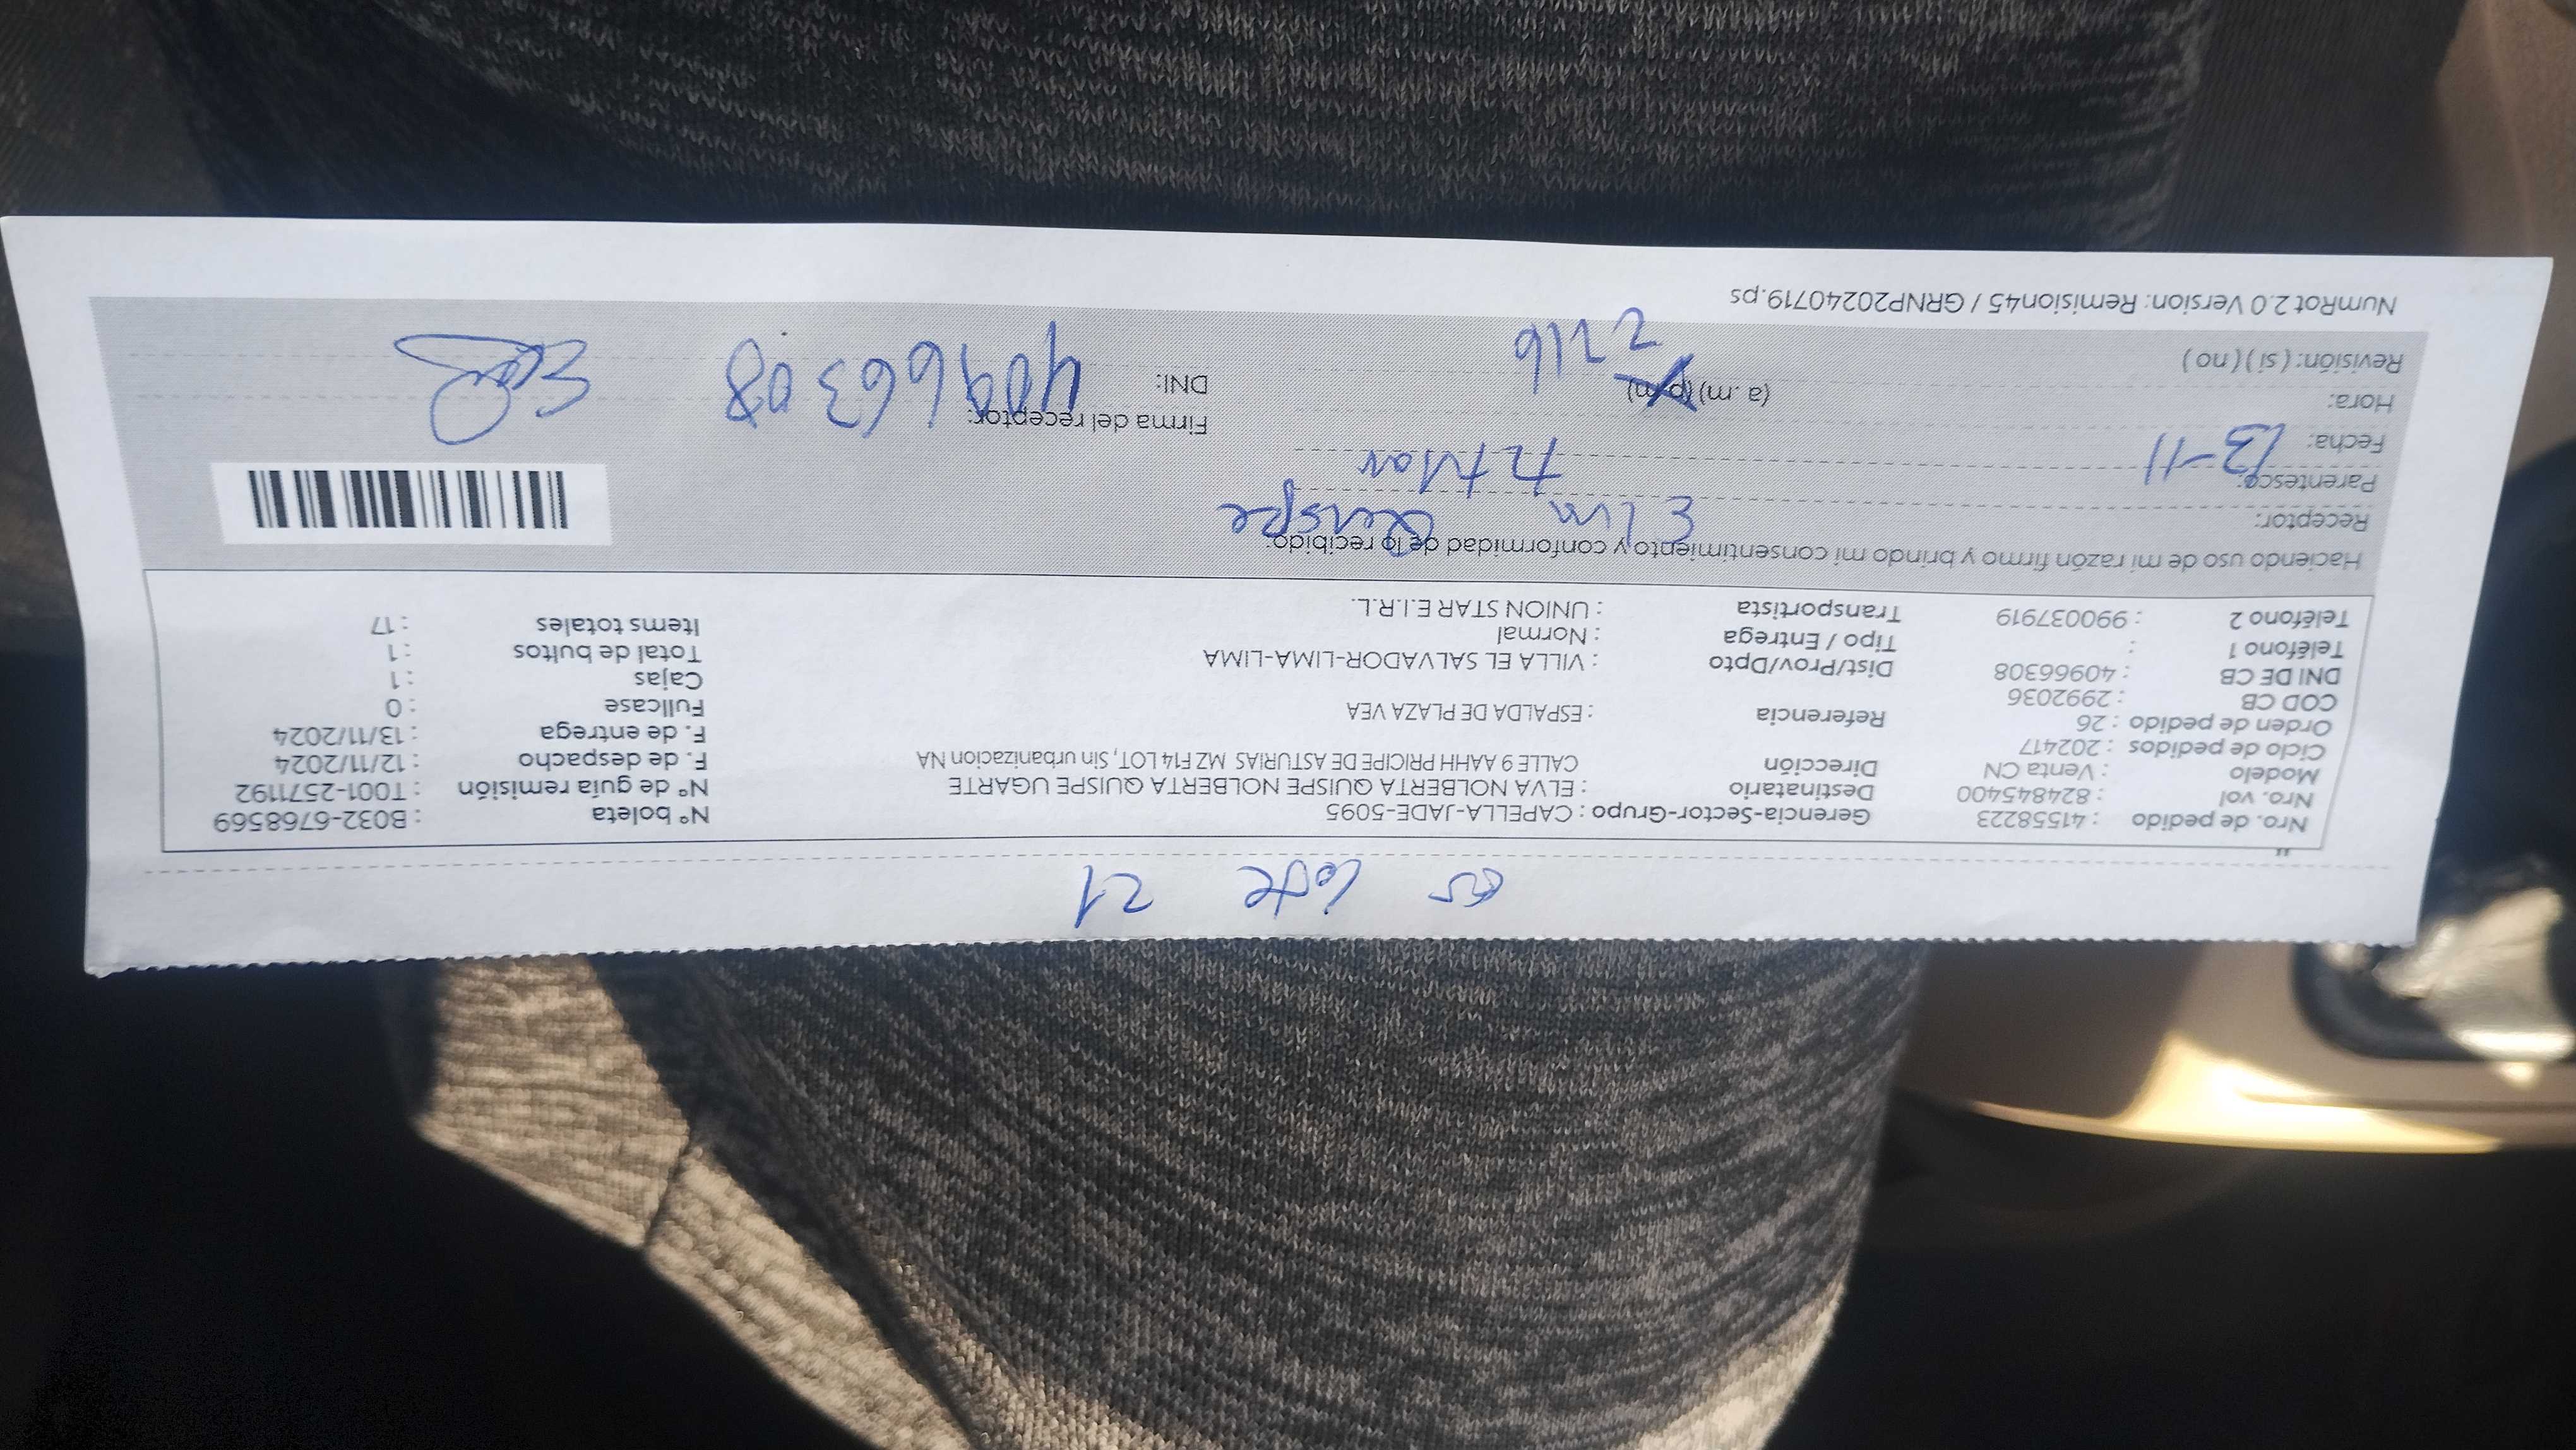 es lote 21
Nro. de pedido : 41558223 Gerencia-Sector-Grupo : CAPELLA-JADE-5095 N° boleta : B032-6768569
Nro. vol : 824845400 Destinatario : ELVA NOLBERTA QUISPE NOLBERTA QUISPE UGARTE N° de guía remisión : T001-2571192
Modelo : Venta CN Dirección CALLE 9 AAHH PRICIPE DE ASTURIAS MZ F14 LOT, Sin urbanizacion NA F. de despacho : 12/11/2024
Ciclo de pedidos : 202417 F. de entrega : 13/11/2024
Orden de pedido : 26 Referencia : ESPALDA DE PLAZA VEA Fullcase : 0
COD CB : 2992036 Cajas : 1
DNI DE CB : 40966308 Dist/Prov/Dpto : VILLA EL SALVADOR-LIMA-LIMA Total de bultos : 1
Teléfono 1 : Tipo / Entrega : Normal Items totales : 17
Teléfono 2 : 990037919 Transportista : UNION STAR E.I.R.L.
Haciendo uso de mi razón firmo y brindo mi consentimiento y conformidad de lo recibido:
Receptor: Quispe
Parentesco:
Fecha: 13-11 Firma del receptor:
Hora: (a. m) (p. m) DNI: 40966308
Revisión: ( si ) ( no )
NumRot 2.0 Version: Remision45 / GRNP20240719.ps